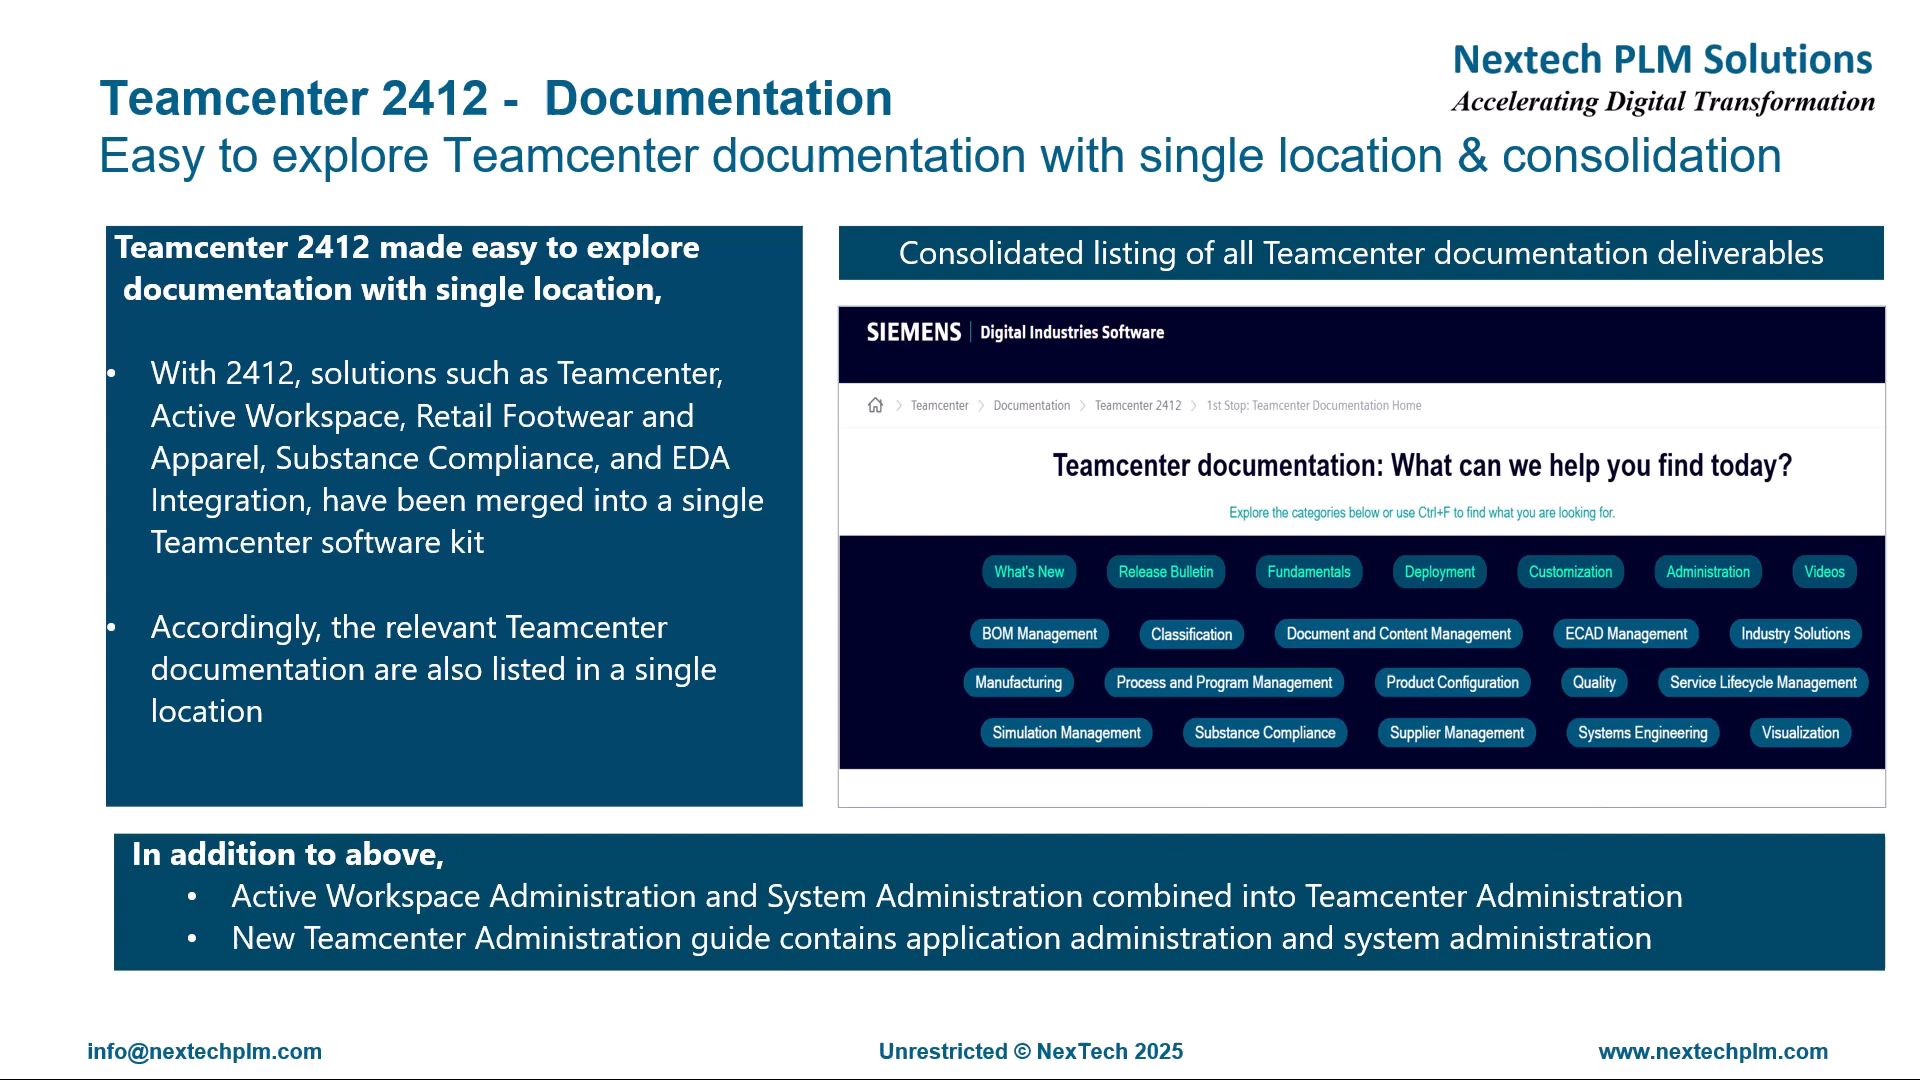 Nextech PLM Solutions
Accelerating Digital Transformation
Teamcenter 2412 - Documentation
Easy to explore Teamcenter documentation with single location & consolidation
Teamcenter 2412 made easy to explore
documentation with single location,
• With 2412, solutions such as Teamcenter,
Active Workspace, Retail Footwear and
Apparel, Substance Compliance, and EDA
Integration, have been merged into a single
Teamcenter software kit
• Accordingly, the relevant Teamcenter
documentation are also listed in a single
location
Consolidated listing of all Teamcenter documentation deliverables
SIEMENS | Digital Industries Software
Teamcenter > Documentation > Teamcenter 2412 > 1st Stop: Teamcenter Documentation Home
Teamcenter documentation: What can we help you find today?
Explore the categories below or use Ctrl+F to find what you are looking for.
What's New Release Bulletin Fundamentals Deployment Customization Administration Videos
BOM Management Classification Document and Content Management ECAD Management Industry Solutions
Manufacturing Process and Program Management Product Configuration Quality Service Lifecycle Management
Simulation Management Substance Compliance Supplier Management Systems Engineering Visualization
In addition to above,
• Active Workspace Administration and System Administration combined into Teamcenter Administration
• New Teamcenter Administration guide contains application administration and system administration
info@nextechplm.com Unrestricted © NexTech 2025 www.nextechplm.com